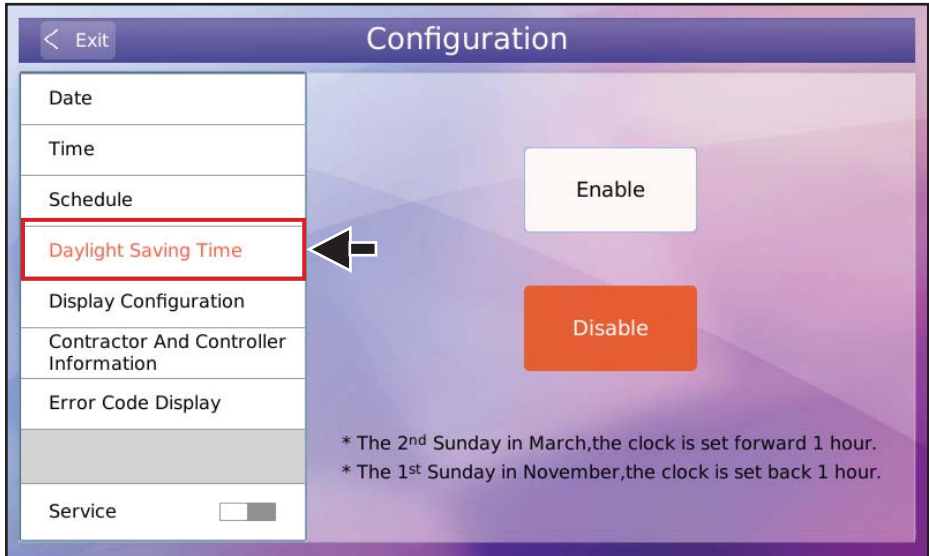 < Exit
Configuration
Date
Time
Schedule
Daylight Saving Time
Display Configuration
Contractor And Controller
Information
Error Code Display
Service
Enable
Disable
* The 2nd Sunday in March,the clock is set forward 1 hour.
* The 1st Sunday in November,the clock is set back 1 hour.